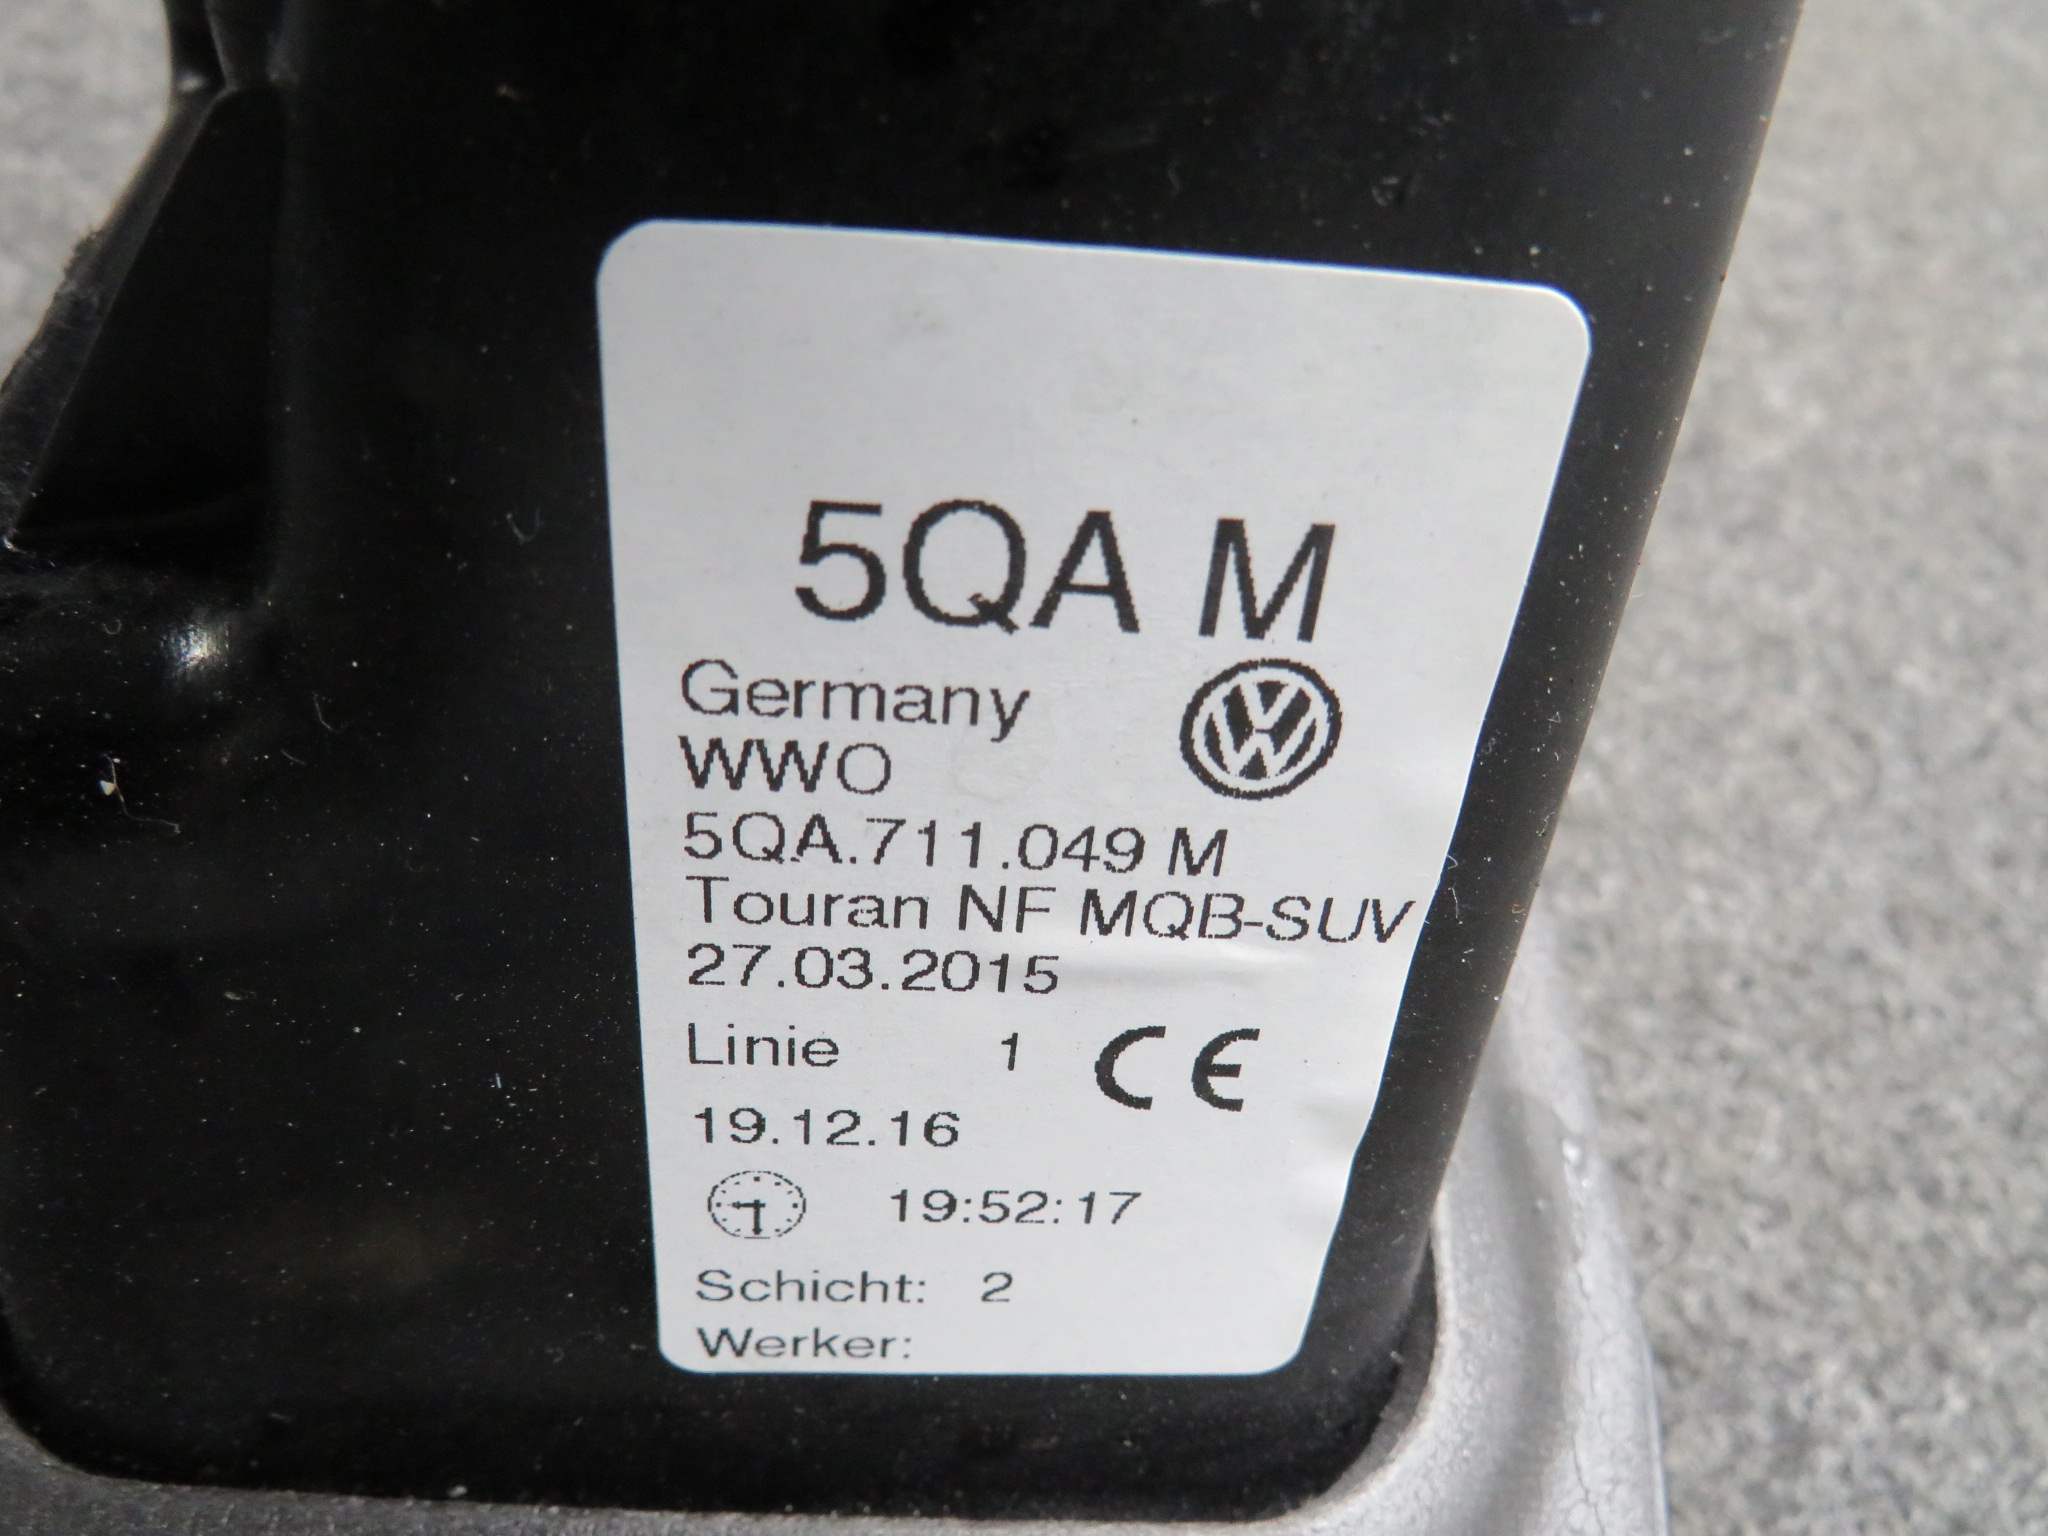 5QA M
Germany
WWO
5QA.711.049 M
Touran NF MQB-SUV
27.03.2015
Linie 1 CE
19.12.16
19:52:17
Schicht: 2
Werker: